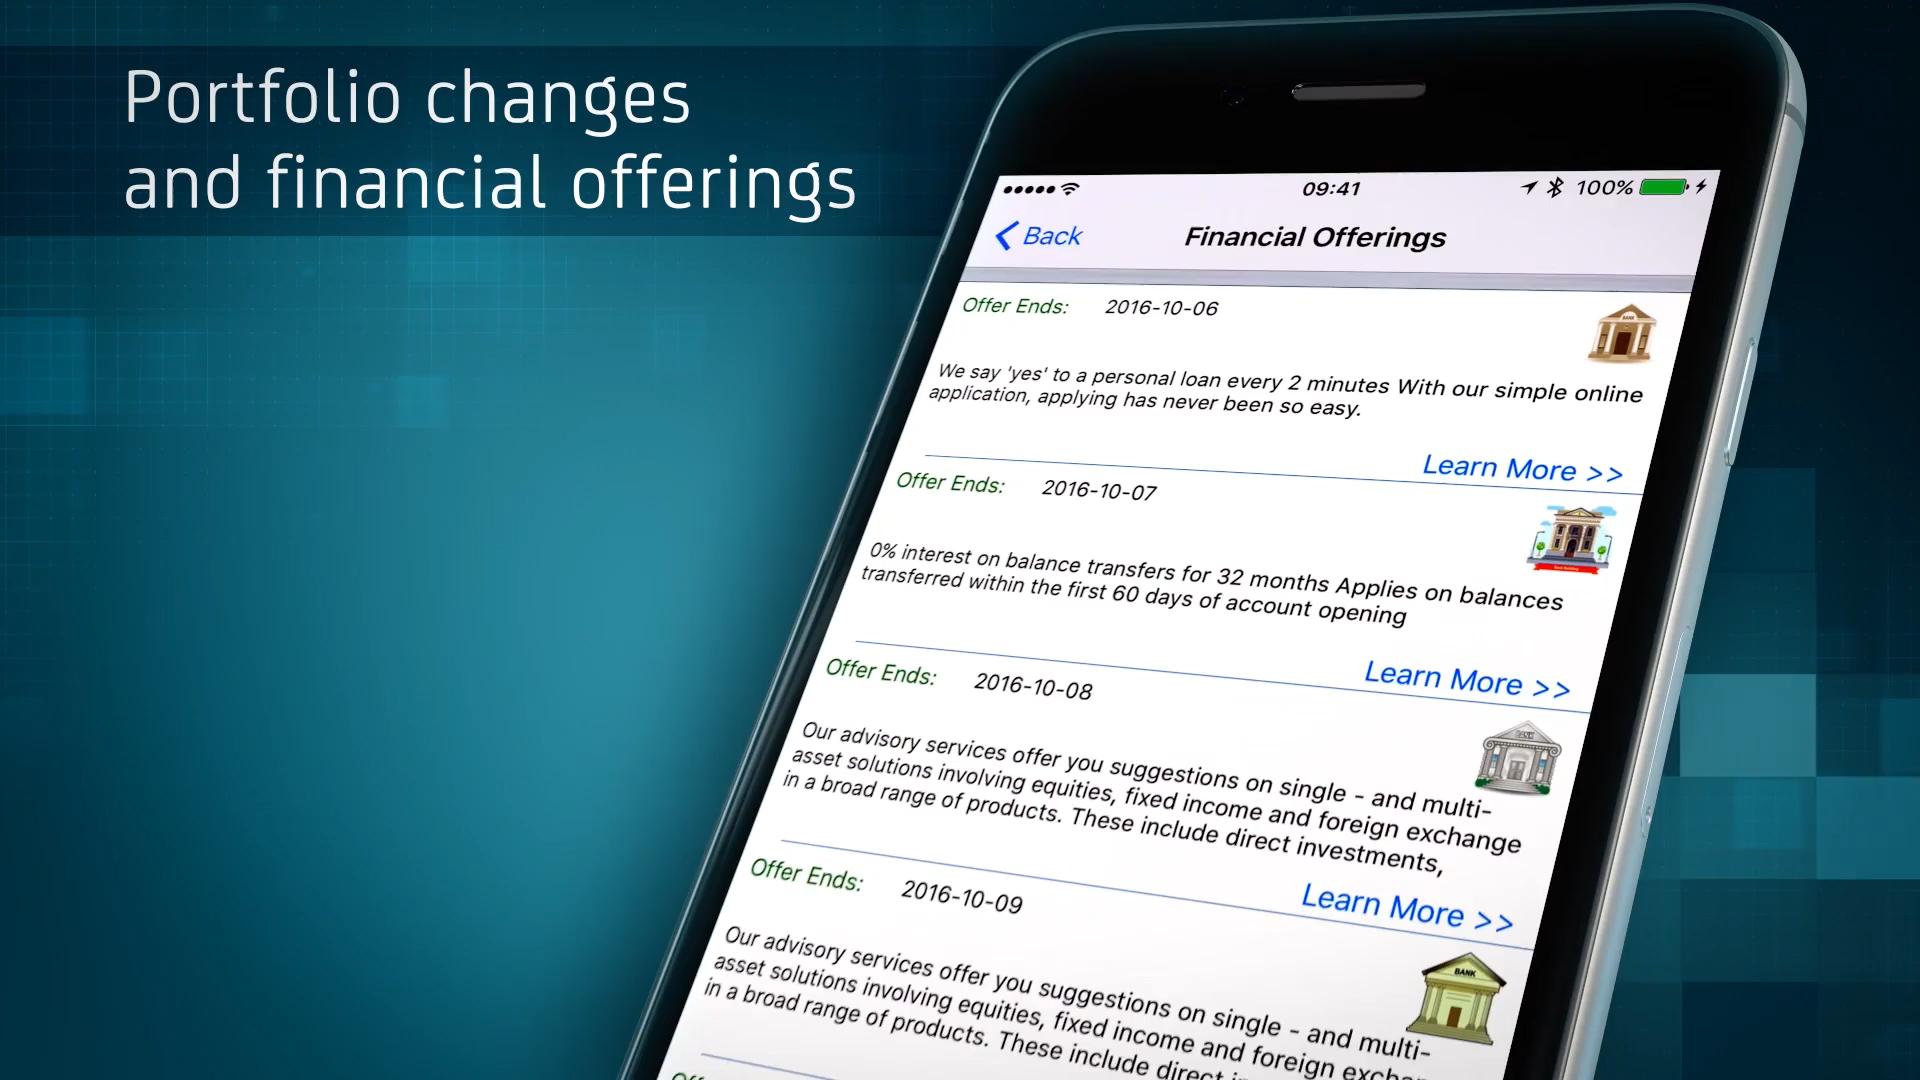 Portfolio changes
and financial offerings
09:41
100%
Back
Financial Offerings
Offer Ends: 2016-10-06
BANK
We say 'yes' to a personal loan every 2 minutes With our simple online
application, applying has never been so easy.
Learn More >>
Offer Ends: 2016-10-07
0% interest on balance transfers for 32 months Applies on balances
transferred within the first 60 days of account opening
Learn More >>
Offer Ends: 2016-10-08
BANK
Our advisory services offer you suggestions on single - and multi-
asset solutions involving equities, fixed income and foreign exchange
in a broad range of products. These include direct investments,
Learn More >>
Offer Ends: 2016-10-09
BANK
Our advisory services offer you suggestions on single - and multi-
asset solutions involving equities, fixed income and foreign
in a broad range of products. These include